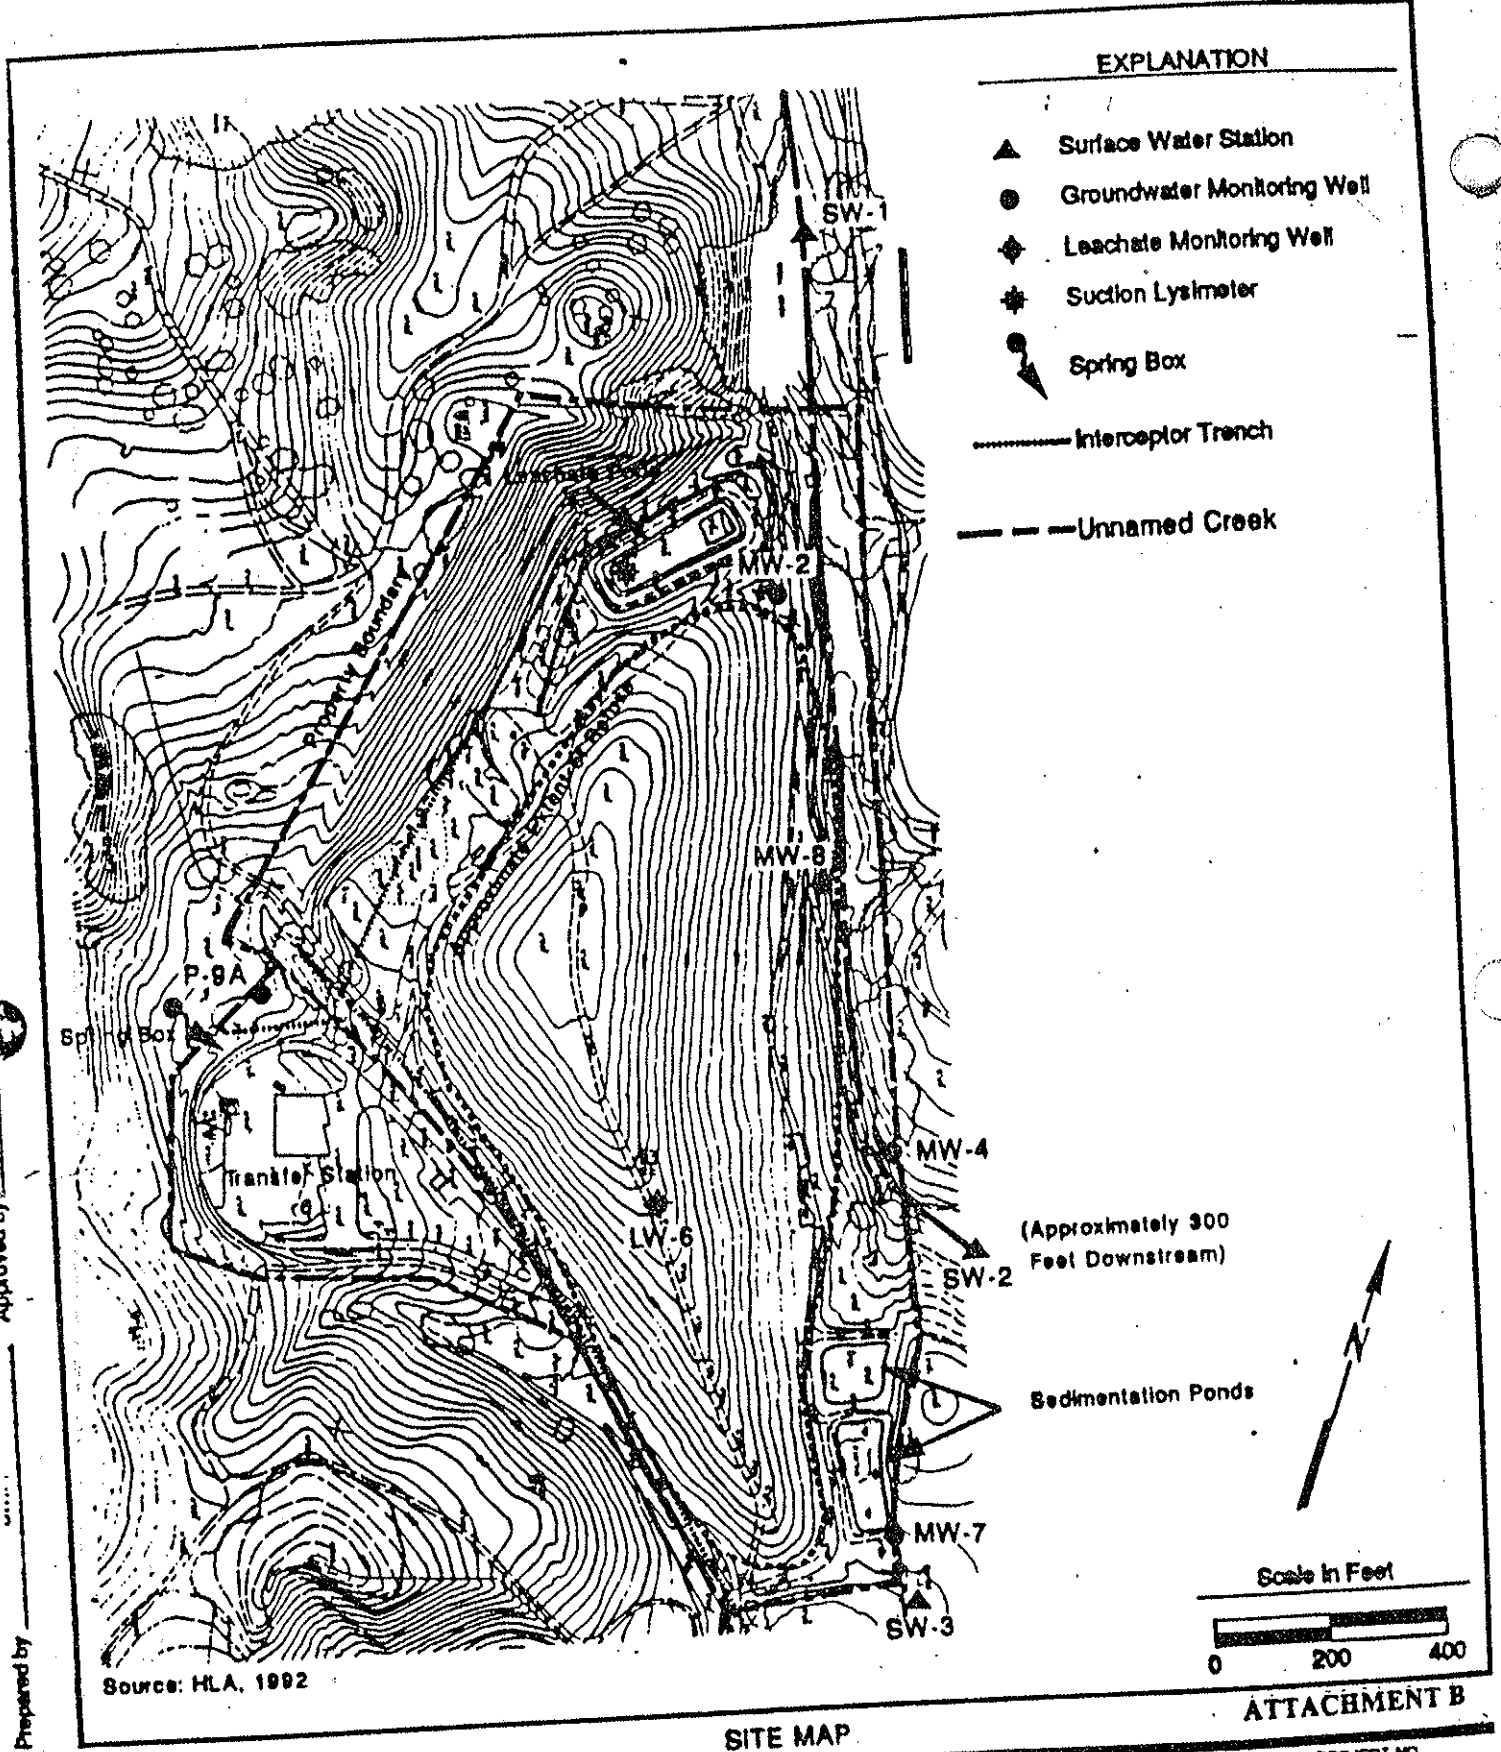 EXPLANATION
Surface Water Station
Groundwater Monitoring Well
Leachate Monitoring Well
Suction Lysimeter
Spring Box
Interceptor Trench
Unnamed Creek
SW-1
Leachate Pond
MW-2
Property Boundary
Approximate Extent of Refuse
MW-8
P-9A
Spring Box
MW-4
Transfer Station
LW-6
(Approximately 300
Feet Downstream)
SW-2
N
Sedimentation Ponds
MW-7
SW-3
Scale in Feet
0 200 400
Source: HLA, 1992
ATTACHMENT B
SITE MAP
Prepared by
Approved by